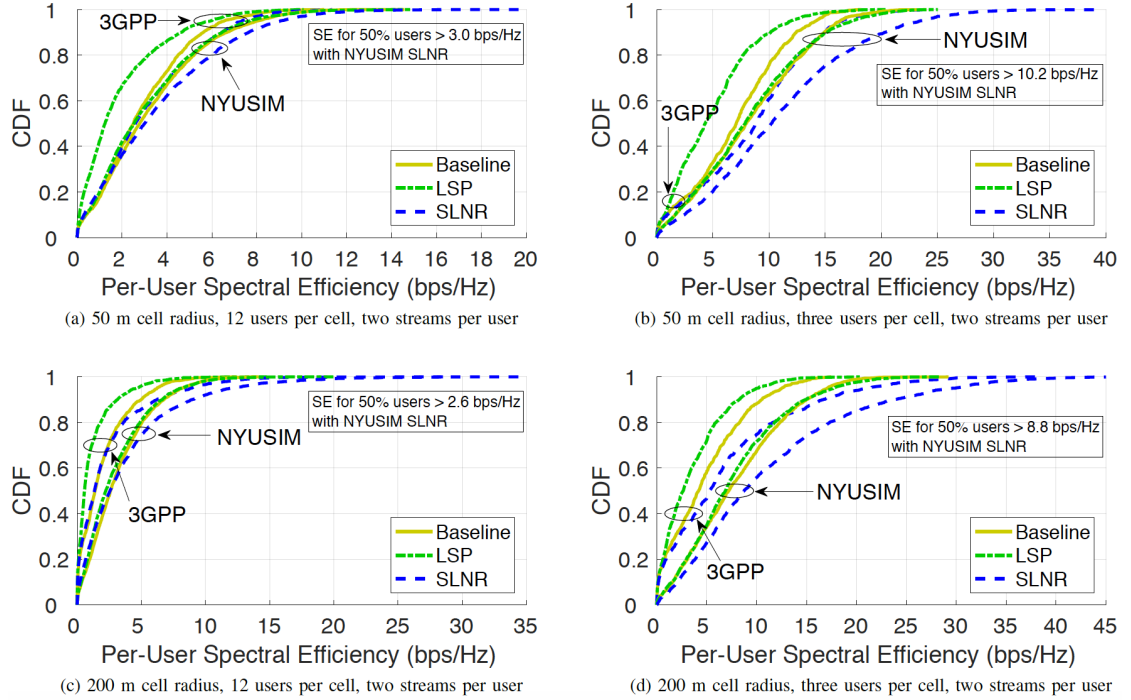 1
0.8
0.6
0.4
0.2
0
CDF
3GPP
NYUSIM
SE for 50% users > 3.0 bps/Hz
with NYUSIM SLNR
Baseline
LSP
SLNR
0 2 4 6 8 10 12 14 16 18 20
Per-User Spectral Efficiency (bps/Hz)
(a) 50 m cell radius, 12 users per cell, two streams per user
1
0.8
0.6
0.4
0.2
0
CDF
NYUSIM
SE for 50% users > 10.2 bps/Hz
with NYUSIM SLNR
3GPP
Baseline
LSP
SLNR
0 5 10 15 20 25 30 35 40
Per-User Spectral Efficiency (bps/Hz)
(b) 50 m cell radius, three users per cell, two streams per user
1
0.8
0.6
0.4
0.2
0
CDF
SE for 50% users > 2.6 bps/Hz
with NYUSIM SLNR
NYUSIM
3GPP
Baseline
LSP
SLNR
0 5 10 15 20 25 30 35
Per-User Spectral Efficiency (bps/Hz)
(c) 200 m cell radius, 12 users per cell, two streams per user
1
0.8
0.6
0.4
0.2
0
CDF
SE for 50% users > 8.8 bps/Hz
with NYUSIM SLNR
NYUSIM
3GPP
Baseline
LSP
SLNR
0 5 10 15 20 25 30 35 40 45
Per-User Spectral Efficiency (bps/Hz)
(d) 200 m cell radius, three users per cell, two streams per user